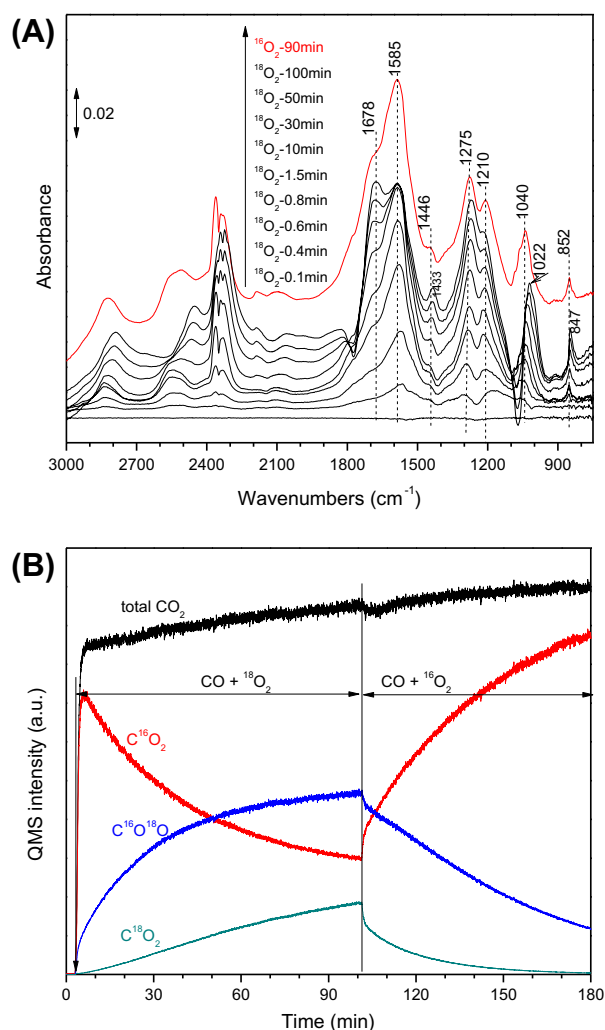 (A)
¹⁶O₂-90min
¹⁸O₂-100min
¹⁸O₂-50min
¹⁸O₂-30min
¹⁸O₂-10min
¹⁸O₂-1.5min
¹⁸O₂-0.8min
¹⁸O₂-0.6min
¹⁸O₂-0.4min
¹⁸O₂-0.1min
0.02
1678
1585
1446
1433
1275
1210
1040
1022
852
847
Absorbance
3000 2700 2400 2100 1800 1500 1200 900
Wavenumbers (cm⁻¹)
(B)
total CO₂
CO + ¹⁸O₂
CO + ¹⁶O₂
C¹⁶O₂
C¹⁶O¹⁸O
C¹⁸O₂
QMS intensity (a.u.)
0 30 60 90 120 150 180
Time (min)